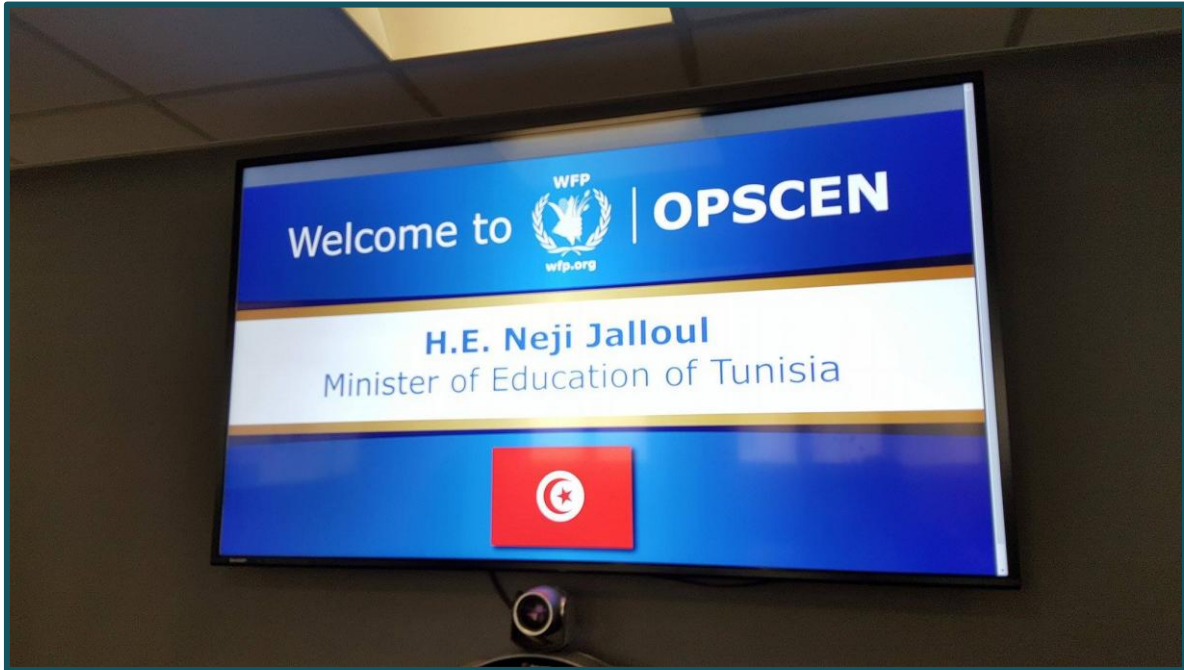 WFP
Welcome to | OPSCEN
wfp.org
H.E. Neji Jalloul
Minister of Education of Tunisia